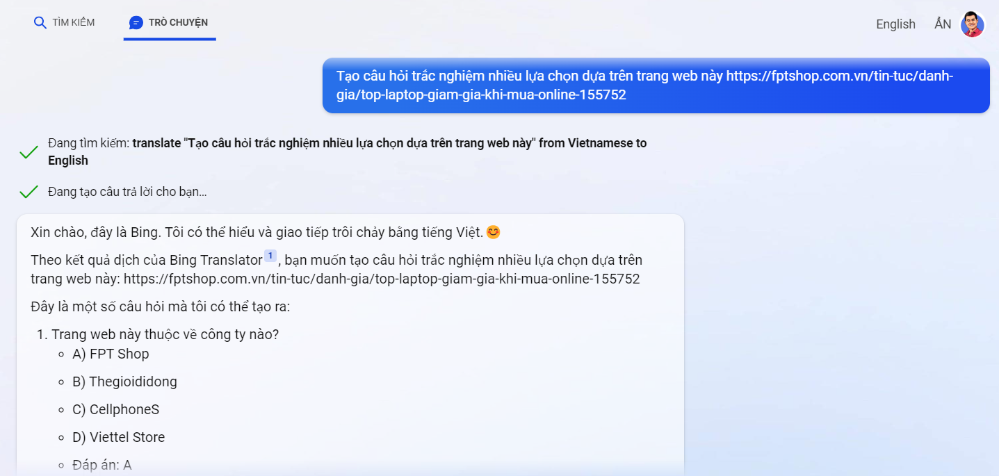 TÌM KIẾM
TRÒ CHUYỆN
English
ẨN
Tạo câu hỏi trắc nghiệm nhiều lựa chọn dựa trên trang web này https://fptshop.com.vn/tin-tuc/danh-
gia/top-laptop-giam-gia-khi-mua-online-155752
Đang tìm kiếm: translate "Tạo câu hỏi trắc nghiệm nhiều lựa chọn dựa trên trang web này" from Vietnamese to
English
Đang tạo câu trả lời cho bạn...
Xin chào, đây là Bing. Tôi có thể hiểu và giao tiếp trôi chảy bằng tiếng Việt. 😊
Theo kết quả dịch của Bing Translator 1 , bạn muốn tạo câu hỏi trắc nghiệm nhiều lựa chọn dựa trên
trang web này: https://fptshop.com.vn/tin-tuc/danh-gia/top-laptop-giam-gia-khi-mua-online-155752
Đây là một số câu hỏi mà tôi có thể tạo ra:
1. Trang web này thuộc về công ty nào?
A) FPT Shop
B) Thegioididong
C) CellphoneS
D) Viettel Store
Đáp án: A